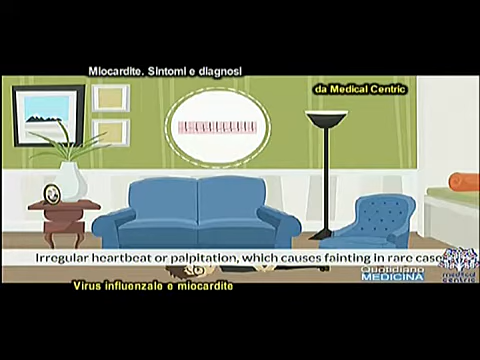 Miocardite. Sintomi e diagnosi
da Medical Centric
Irregular heartbeat or palpitation, which causes fainting in rare case
Quotidiano
MEDICINA
medical
centric
Virus influenzale e miocardite